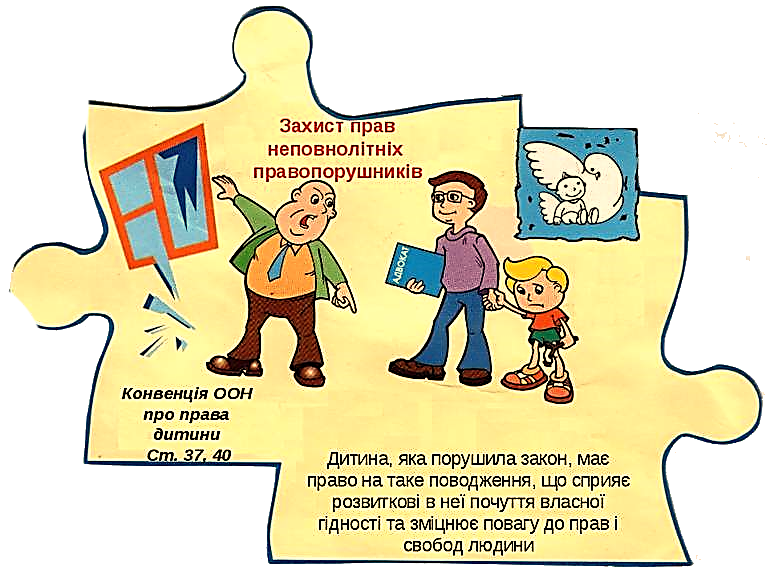 Захист прав
неповнолітніх
правопорушників
АДВОКАТ
Конвенція ООН
про права
дитини
Ст. 37, 40
Дитина, яка порушила закон, має
право на таке поводження, що сприяє
розвиткові в неї почуття власної
гідності та зміцнює повагу до прав і
свобод людини